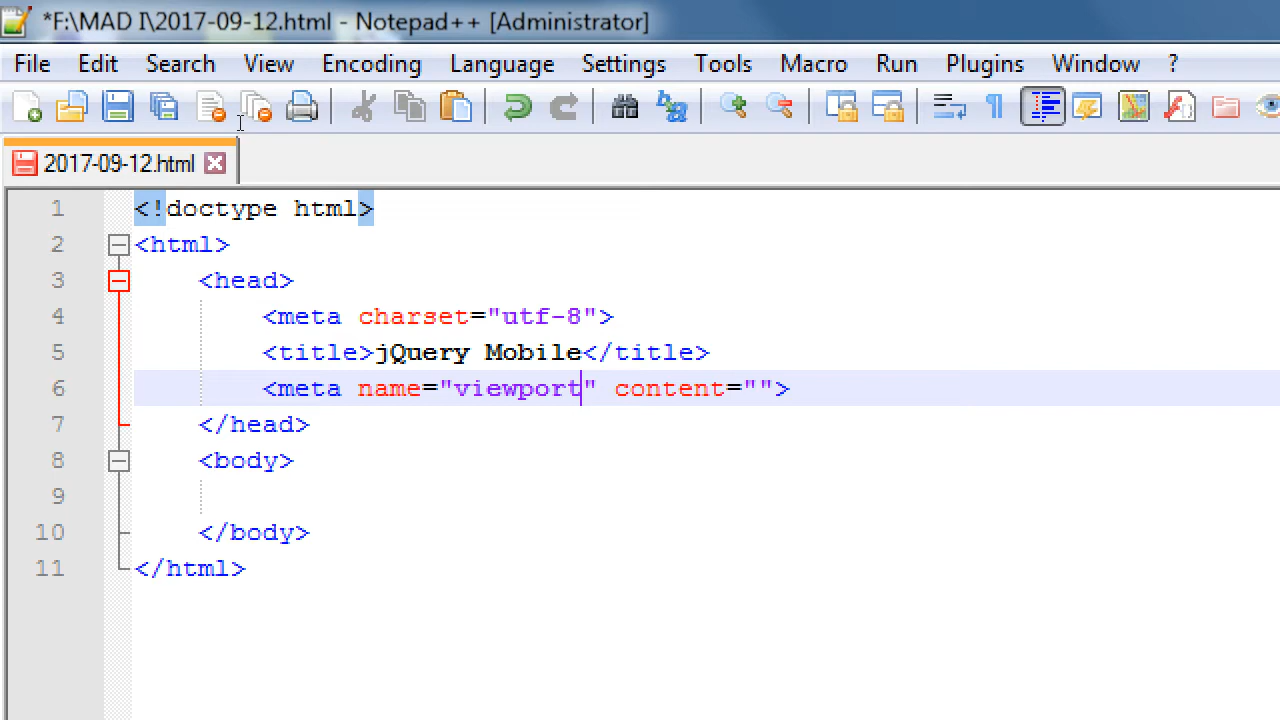 *F:\MAD I\2017-09-12.html - Notepad++ [Administrator]
File Edit Search View Encoding Language Settings Tools Macro Run Plugins Window ?
2017-09-12.html
1 <!doctype html>
2 <html>
3 <head>
4 <meta charset="utf-8">
5 <title>jQuery Mobile</title>
6 <meta name="viewport" content="">
7 </head>
8 <body>
9
10 </body>
11 </html>